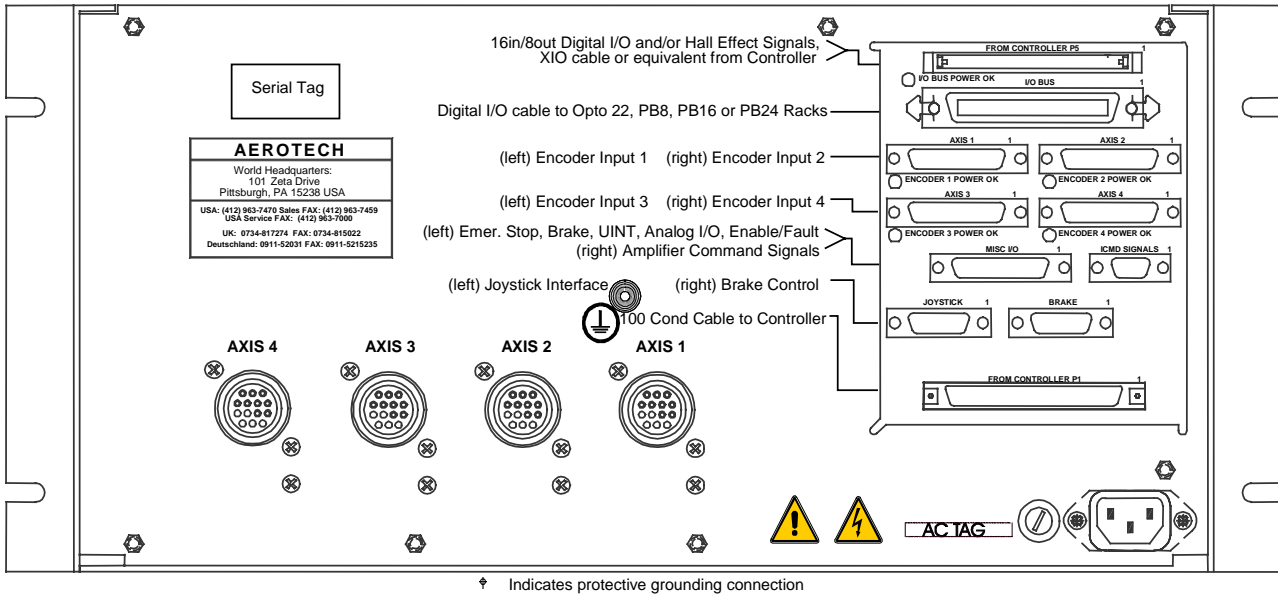 16in/8out Digital I/O and/or Hall Effect Signals,
XIO cable or equivalent from Controller
FROM CONTROLLER P5 1
I/O BUS POWER OK
I/O BUS 1
Serial Tag
Digital I/O cable to Opto 22, PB8, PB16 or PB24 Racks
AEROTECH
World Headquarters:
101 Zeta Drive
Pittsburgh, PA 15238 USA
USA: (412) 963-7470 Sales FAX: (412) 963-7459
USA Service FAX: (412) 963-7000
UK: 0734-817274 FAX: 0734-815022
Deutschland: 0911-52031 FAX: 0911-5215235
(left) Encoder Input 1 (right) Encoder Input 2
AXIS 1 1 AXIS 2 1
ENCODER 1 POWER OK ENCODER 2 POWER OK
(left) Encoder Input 3 (right) Encoder Input 4
AXIS 3 1 AXIS 4 1
ENCODER 3 POWER OK ENCODER 4 POWER OK
(left) Emer. Stop, Brake, UINT, Analog I/O, Enable/Fault
(right) Amplifier Command Signals
MISC I/O 1 ICMD SIGNALS 1
(left) Joystick Interface (right) Brake Control
JOYSTICK 1 BRAKE 1
100 Cond Cable to Controller
FROM CONTROLLER P1 1
AXIS 4 AXIS 3 AXIS 2 AXIS 1
AC TAG
Indicates protective grounding connection